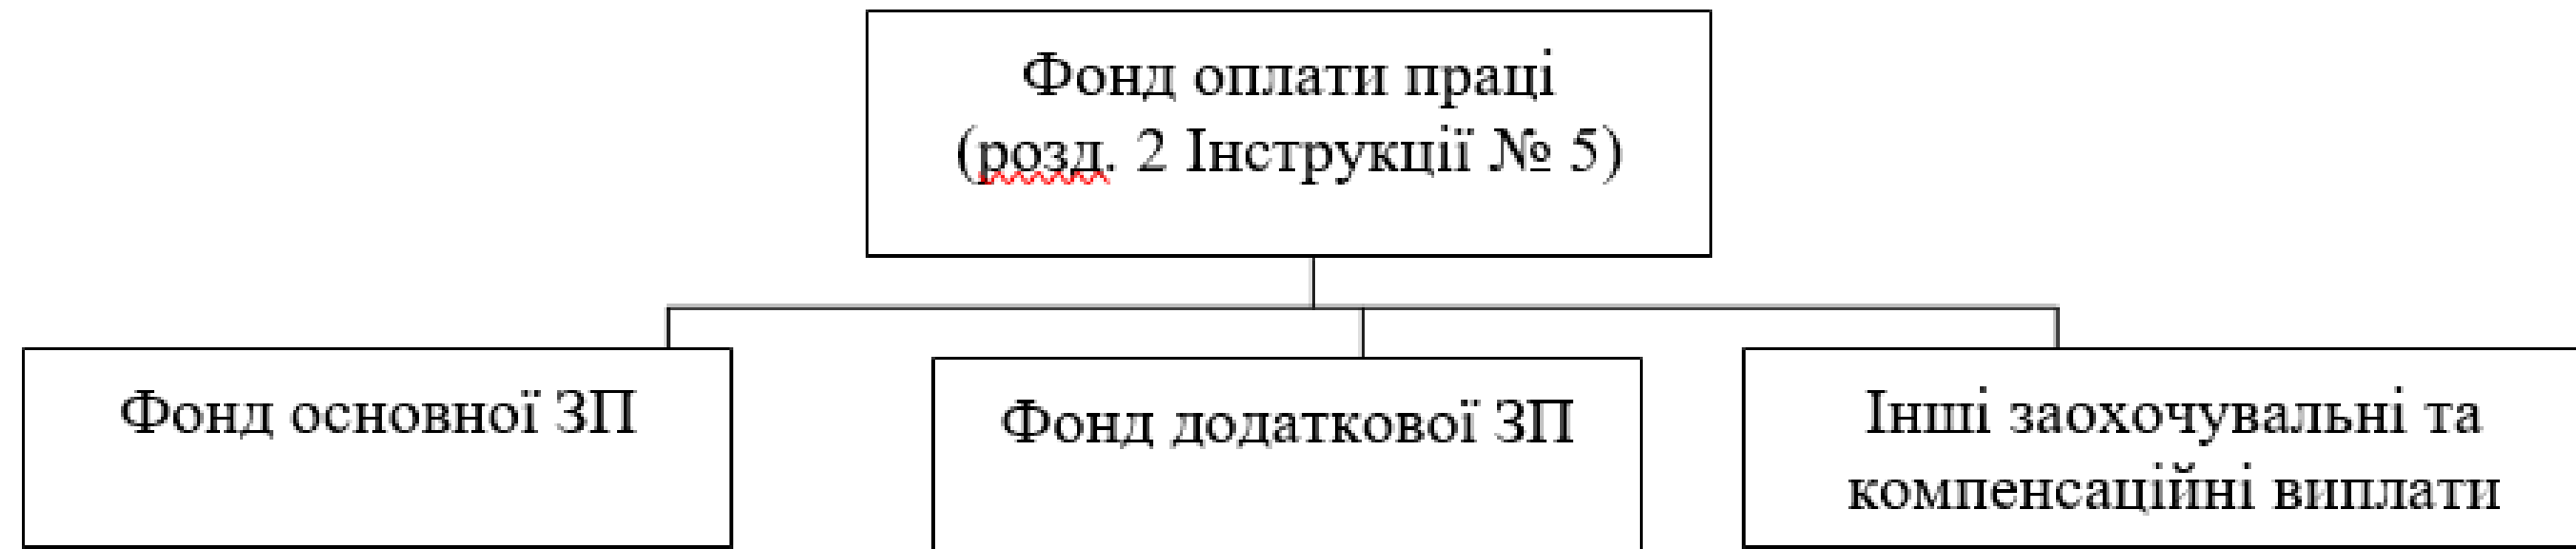 Фонд оплати праці
(розд. 2 Інструкції № 5)
Фонд основної ЗП
Фонд додаткової ЗП
Інші заохочувальні та
компенсаційні виплати